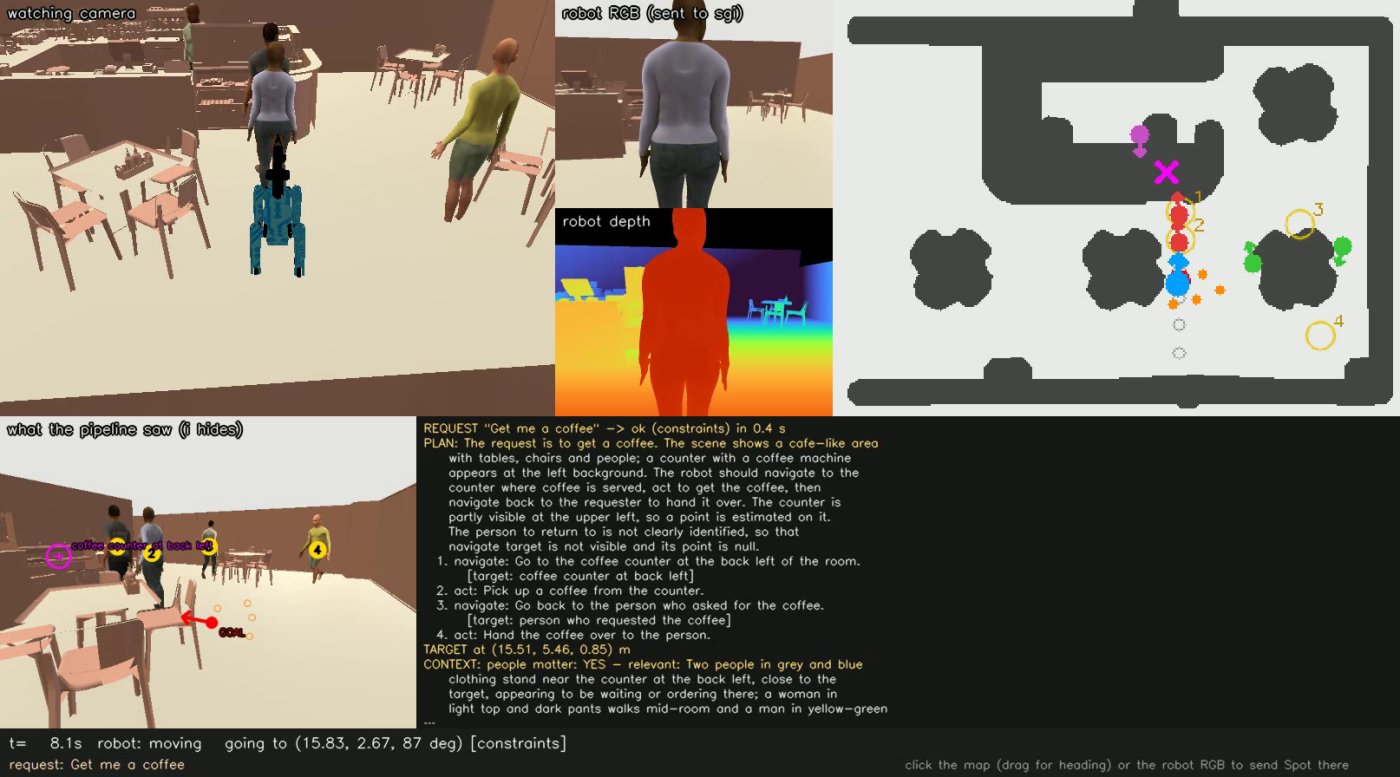 watching camera
robot RGB (sent to sgi)
robot depth
1
2
3
4
what the pipeline saw (i hides)
coffee counter at back left
2
4
GOAL
REQUEST "Get me a coffee" -> ok (constraints) in 0.4 s
PLAN: The request is to get a coffee. The scene shows a cafe-like area
with tables, chairs and people; a counter with a coffee machine
appears at the left background. The robot should navigate to the
counter where coffee is served, act to get the coffee, then
navigate back to the requester to hand it over. The counter is
partly visible at the upper left, so a point is estimated on it.
The person to return to is not clearly identified, so that
navigate target is not visible and its point is null.
1. navigate: Go to the coffee counter at the back left of the room.
[target: coffee counter at back left]
2. act: Pick up a coffee from the counter.
3. navigate: Go back to the person who asked for the coffee.
[target: person who requested the coffee]
4. act: Hand the coffee over to the person.
TARGET at (15.51, 5.46, 0.85) m
CONTEXT: people matter: YES - relevant: Two people in grey and blue
clothing stand near the counter at the back left, close to the
target, appearing to be waiting or ordering there; a woman in
light top and dark pants walks mid-room and a man in yellow-green
---
t= 8.1s robot: moving going to (15.83, 2.67, 87 deg) [constraints]
request: Get me a coffee
click the map (drag for heading) or the robot RGB to send Spot there